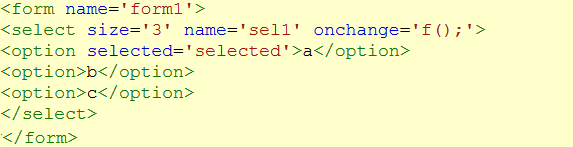 <form name='form1'>
<select size='3' name='sel1' onchange='f();'>
<option selected='selected'>a</option>
<option>b</option>
<option>c</option>
</select>
</form>